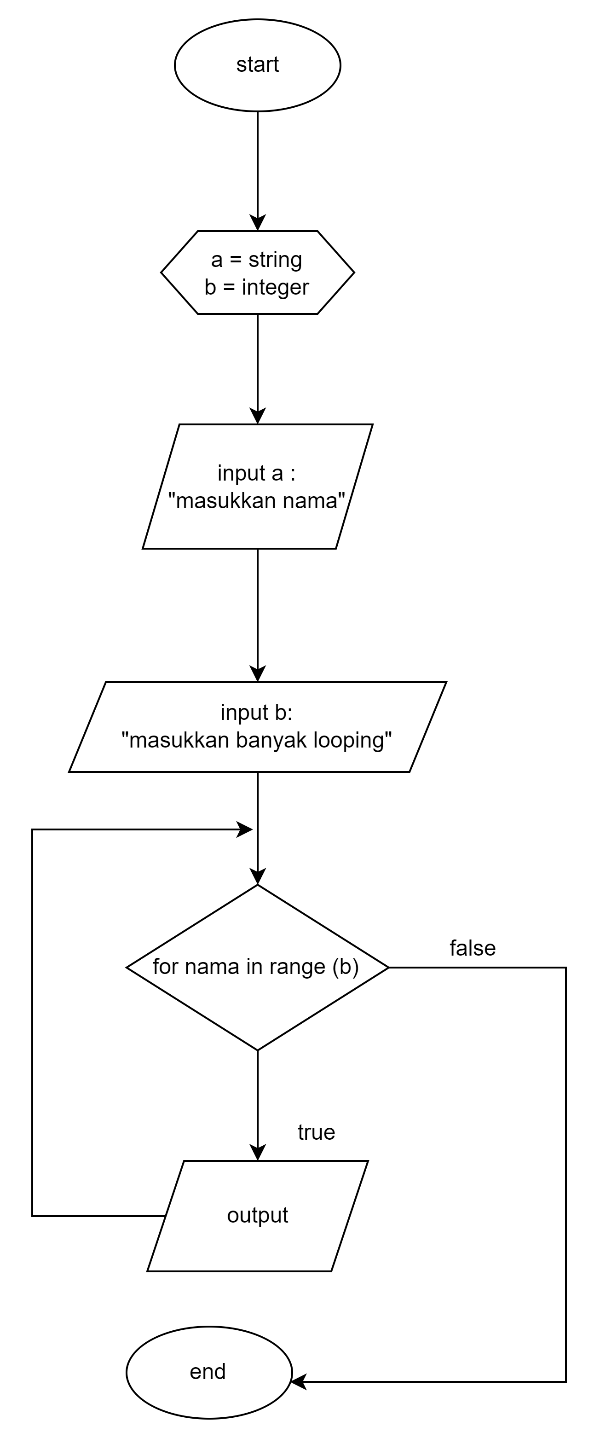 start
a = string
b = integer
input a :
"masukkan nama"
input b:
"masukkan banyak looping"
for nama in range (b)
false
true
output
end